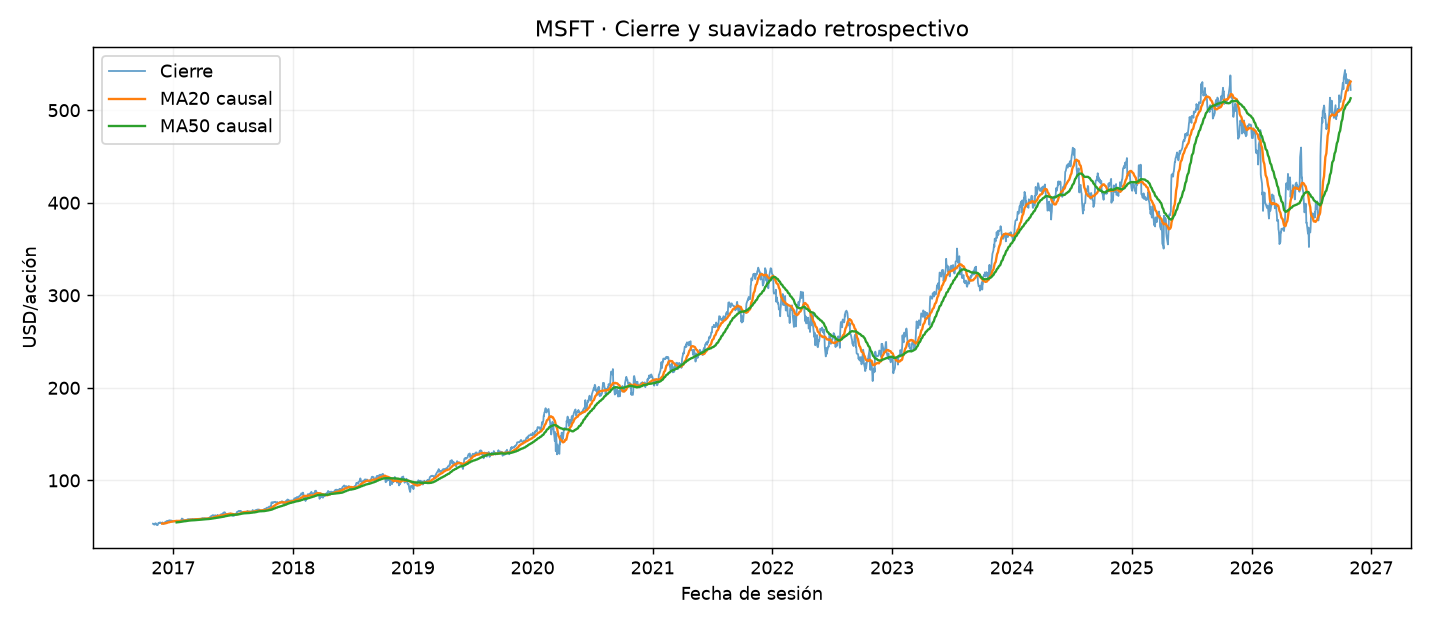 MSFT · Cierre y suavizado retrospectivo
Cierre
MA20 causal
MA50 causal
USD/acción
500
400
300
200
100
2017 2018 2019 2020 2021 2022 2023 2024 2025 2026 2027
Fecha de sesión